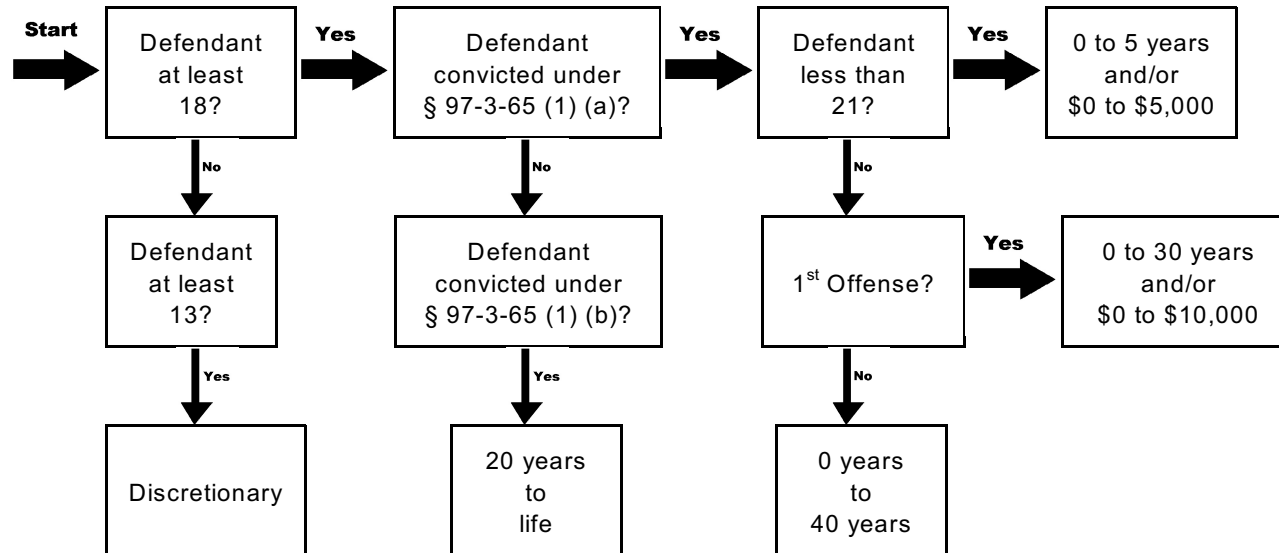 Start
Defendant
at least
18?
Yes
Defendant
convicted under
§ 97-3-65 (1) (a)?
Yes
Defendant
less than
21?
Yes
0 to 5 years
and/or
$0 to $5,000
No
No
No
Defendant
at least
13?
Defendant
convicted under
§ 97-3-65 (1) (b)?
1st Offense?
Yes
0 to 30 years
and/or
$0 to $10,000
Yes
Yes
No
Discretionary
20 years
to
life
0 years
to
40 years